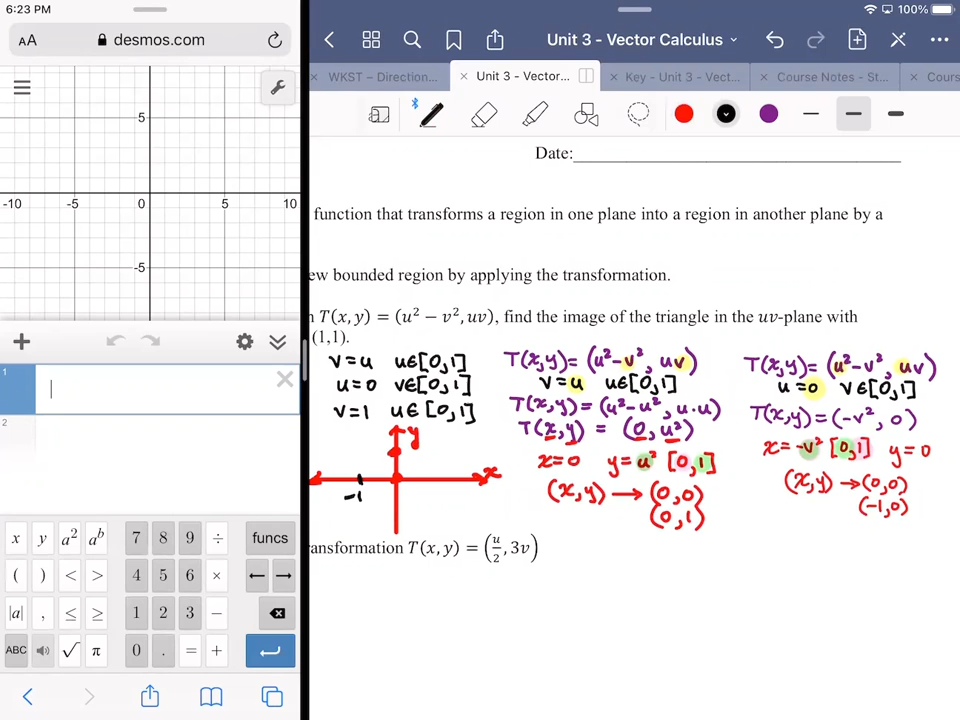 6:23 PM
100%
AA desmos.com
Unit 3 - Vector Calculus
× WKST – Direction...
× Unit 3 - Vector...
× Key - Unit 3 - Vect...
× Course Notes - St...
× Cours
5
-10 -5 0 5 10
-5
1
2
x y a² aᵇ 7 8 9 ÷ funcs
( ) < > 4 5 6 × ← →
|a| , ≤ ≥ 1 2 3 −
ABC √ π 0 . = +
Date:
function that transforms a region in one plane into a region in another plane by a
ew bounded region by applying the transformation.
T(x, y) = (u² − v², uv), find the image of the triangle in the uv-plane with
(1,1).
v=u u∈[0,1]
u=0 v∈[0,1]
v=1 u∈[0,1]
y
x
-1
T(x,y)=(u²-v², uv)
v=u u∈[0,1]
T(x,y)=(u²-u², u·u)
T(x,y) = (0, u²)
x=0 y=u² [0,1]
(x,y) → (0,0)
(0,1)
T(x,y)=(u²-v², uv)
u=0 v∈[0,1]
T(x,y)=(-v², 0)
x=-v² [0,1] y=0
(x,y) → (0,0)
(-1,0)
ransformation T(x, y) = (u/2, 3v)